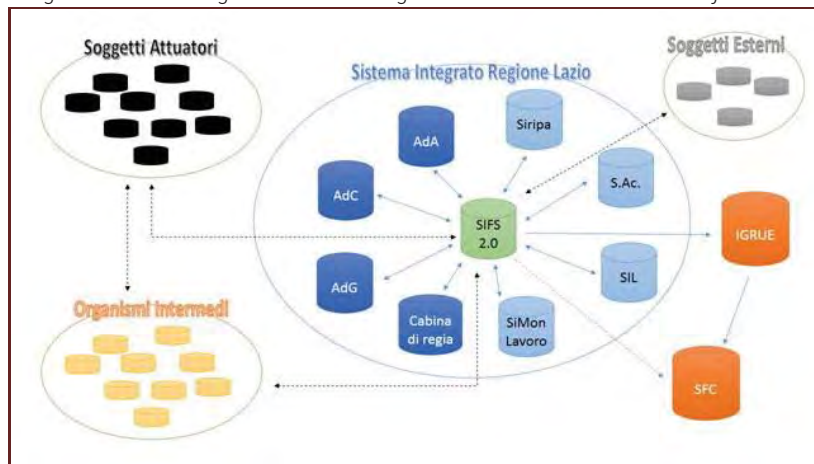 Soggetti Attuatori
Soggetti Esterni
Sistema Integrato Regione Lazio
AdA
Siripa
AdC
S.Ac.
SIFS
2.0
IGRUE
AdG
SIL
Cabina
di regia
SiMon
Lavoro
Organismi Intermedi
SFC